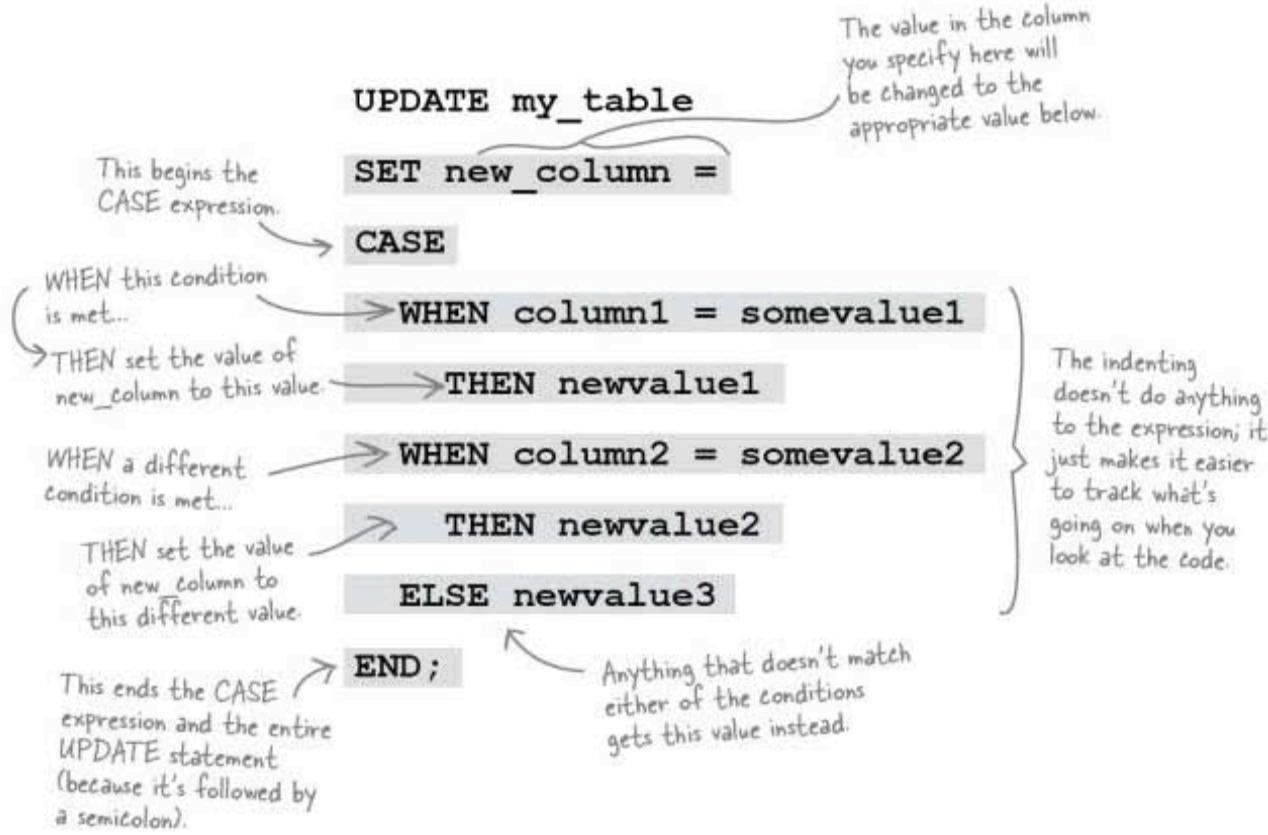 The value in the column
you specify here will
be changed to the
appropriate value below.
UPDATE my_table
SET new_column =
This begins the
CASE expression.
CASE
WHEN this condition
is met...
WHEN column1 = somevalue1
THEN set the value of
new_column to this value.
THEN newvalue1
WHEN a different
condition is met...
WHEN column2 = somevalue2
THEN set the value
of new_column to
this different value.
THEN newvalue2
ELSE newvalue3
The indenting
doesn't do anything
to the expression; it
just makes it easier
to track what's
going on when you
look at the code.
END;
This ends the CASE
expression and the entire
UPDATE statement
(because it's followed by
a semicolon).
Anything that doesn't match
either of the conditions
gets this value instead.